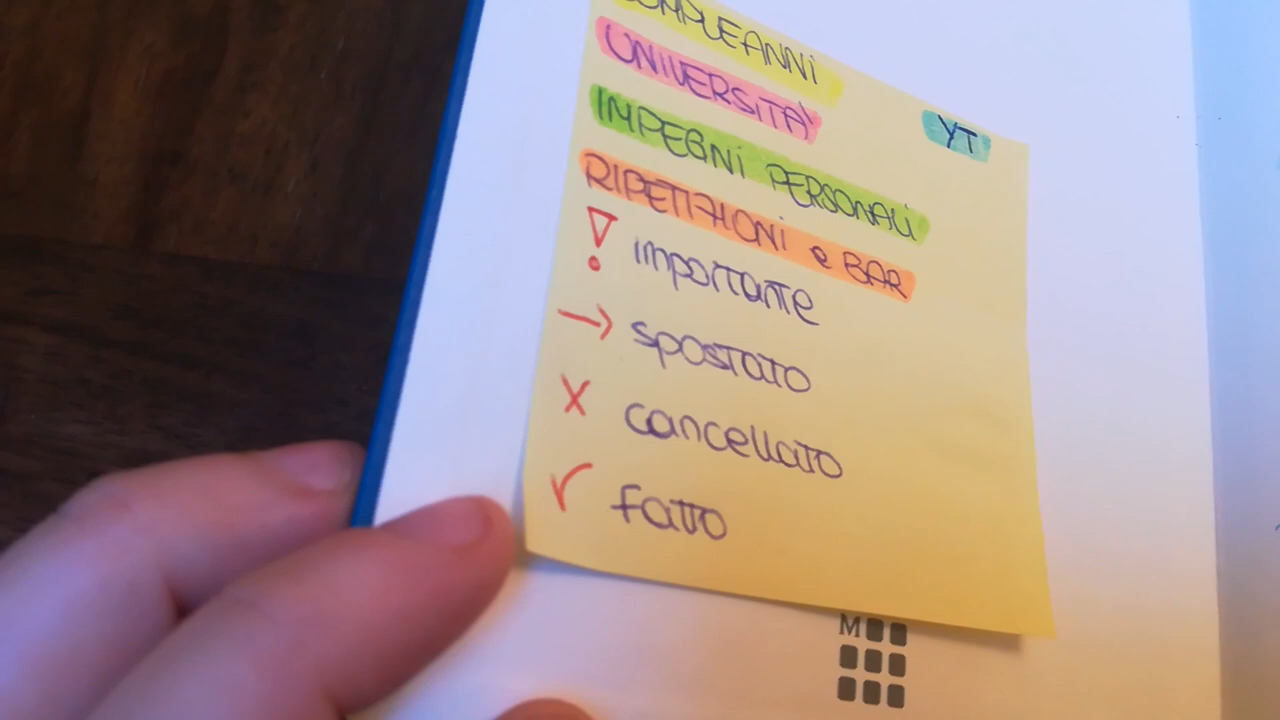 COMPLEANNI
UNIVERSITÀ
YT
IMPEGNI PERSONALI
RIPETIZIONI e BAR
! importante
→ spostato
x cancellato
✓ fatto
M